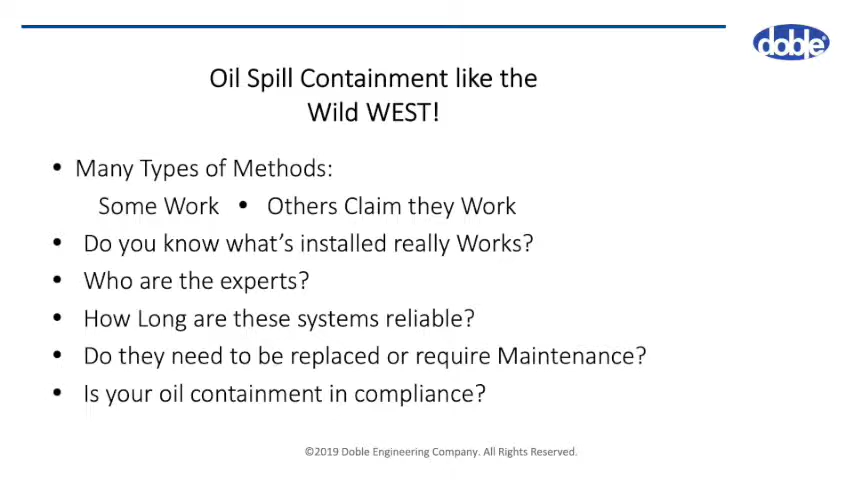 doble
Oil Spill Containment like the
Wild WEST!
• Many Types of Methods:
Some Work • Others Claim they Work
• Do you know what's installed really Works?
• Who are the experts?
• How Long are these systems reliable?
• Do they need to be replaced or require Maintenance?
• Is your oil containment in compliance?
©2019 Doble Engineering Company. All Rights Reserved.